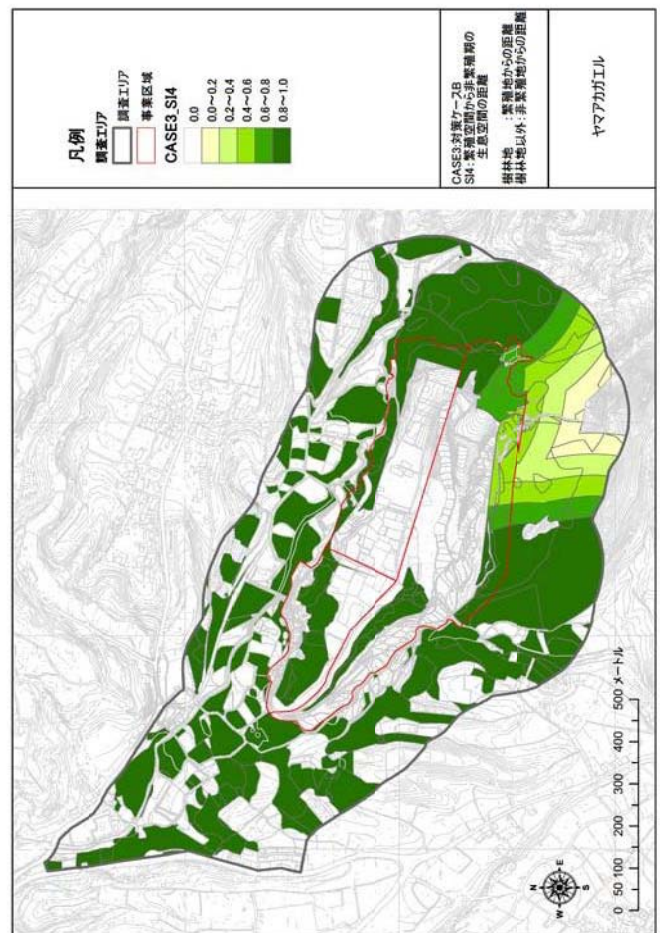 凡例
調査エリア
調査エリア
事業区域
CASE3_SI4
0.0
0.0～0.2
0.2～0.4
0.4～0.6
0.6～0.8
0.8～1.0
CASE3:対策ケースB
SI4:繁殖空間から非繁殖期の
生息空間の距離
樹林地 :繁殖地からの距離
樹林地以外:非繁殖地からの距離
ヤマアカガエル
N
W E
S
0 50 100 200 300 400 500 メートル